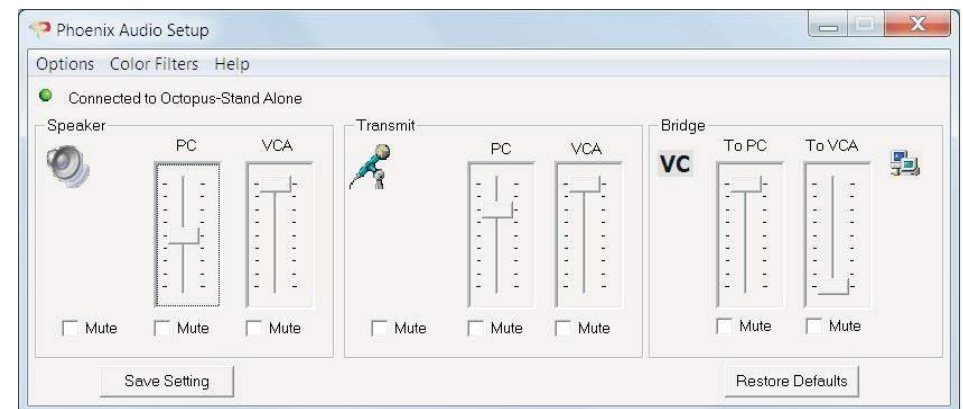 Phoenix Audio Setup
Options Color Filters Help
Connected to Octopus-Stand Alone
Speaker Transmit Bridge
PC VCA PC VCA To PC To VCA
VC
Mute Mute Mute Mute Mute Mute Mute Mute
Save Setting Restore Defaults